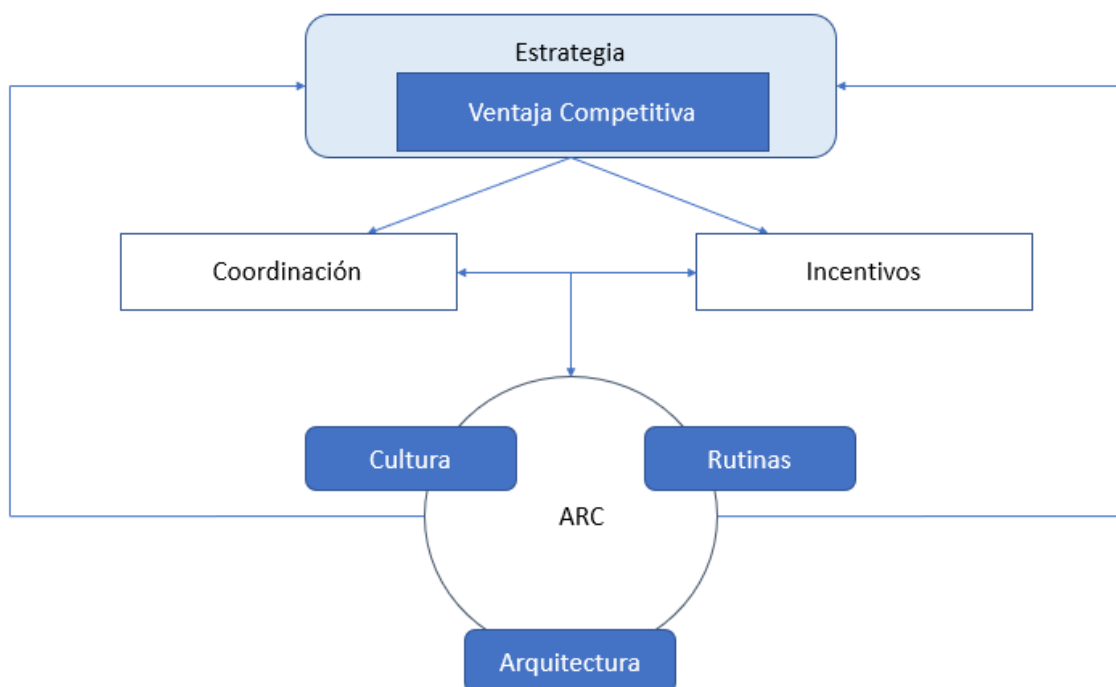 Estrategia
Ventaja Competitiva
Coordinación
Incentivos
Cultura
Rutinas
ARC
Arquitectura